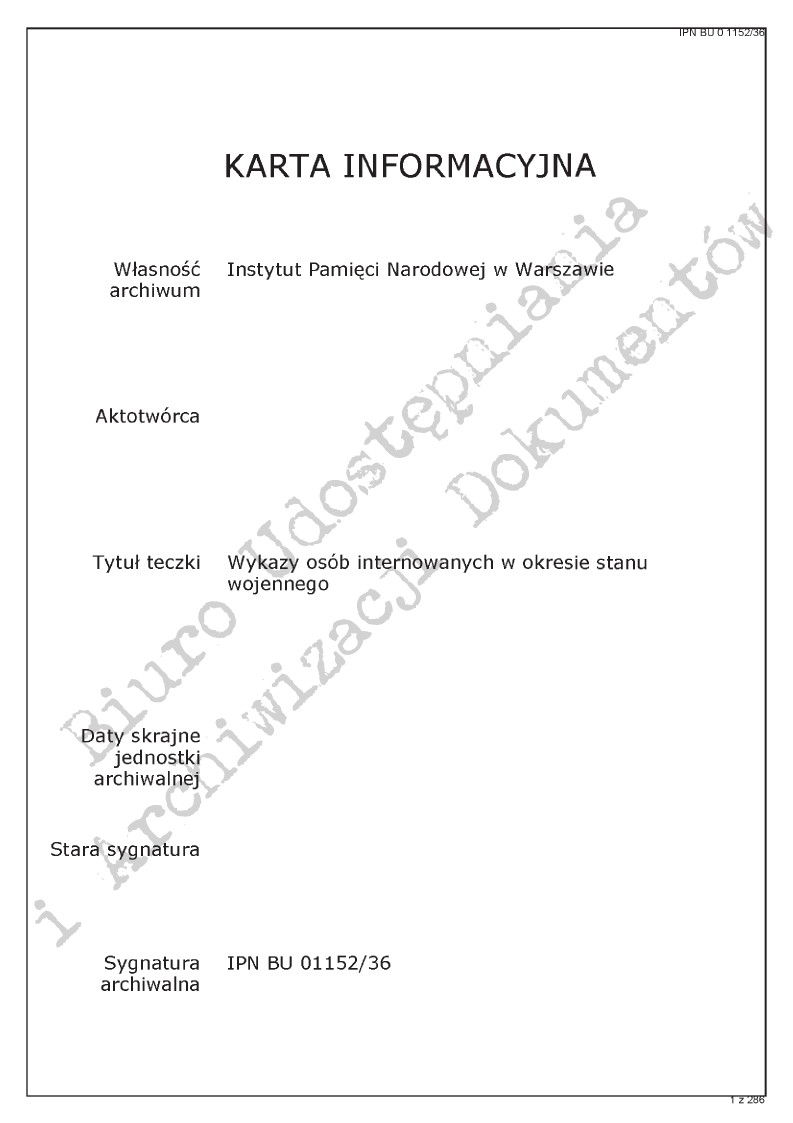 IPN BU 0 1152/36
KARTA INFORMACYJNA
Własność
archiwum
Instytut Pamięci Narodowej w Warszawie
Aktotwórca
Tytuł teczki
Wykazy osób internowanych w okresie stanu
wojennego
Daty skrajne
jednostki
archiwalnej
Stara sygnatura
Sygnatura
archiwalna
IPN BU 01152/36
Biuro Udostępniania
i Archiwizacji Dokumentów
1 z 286